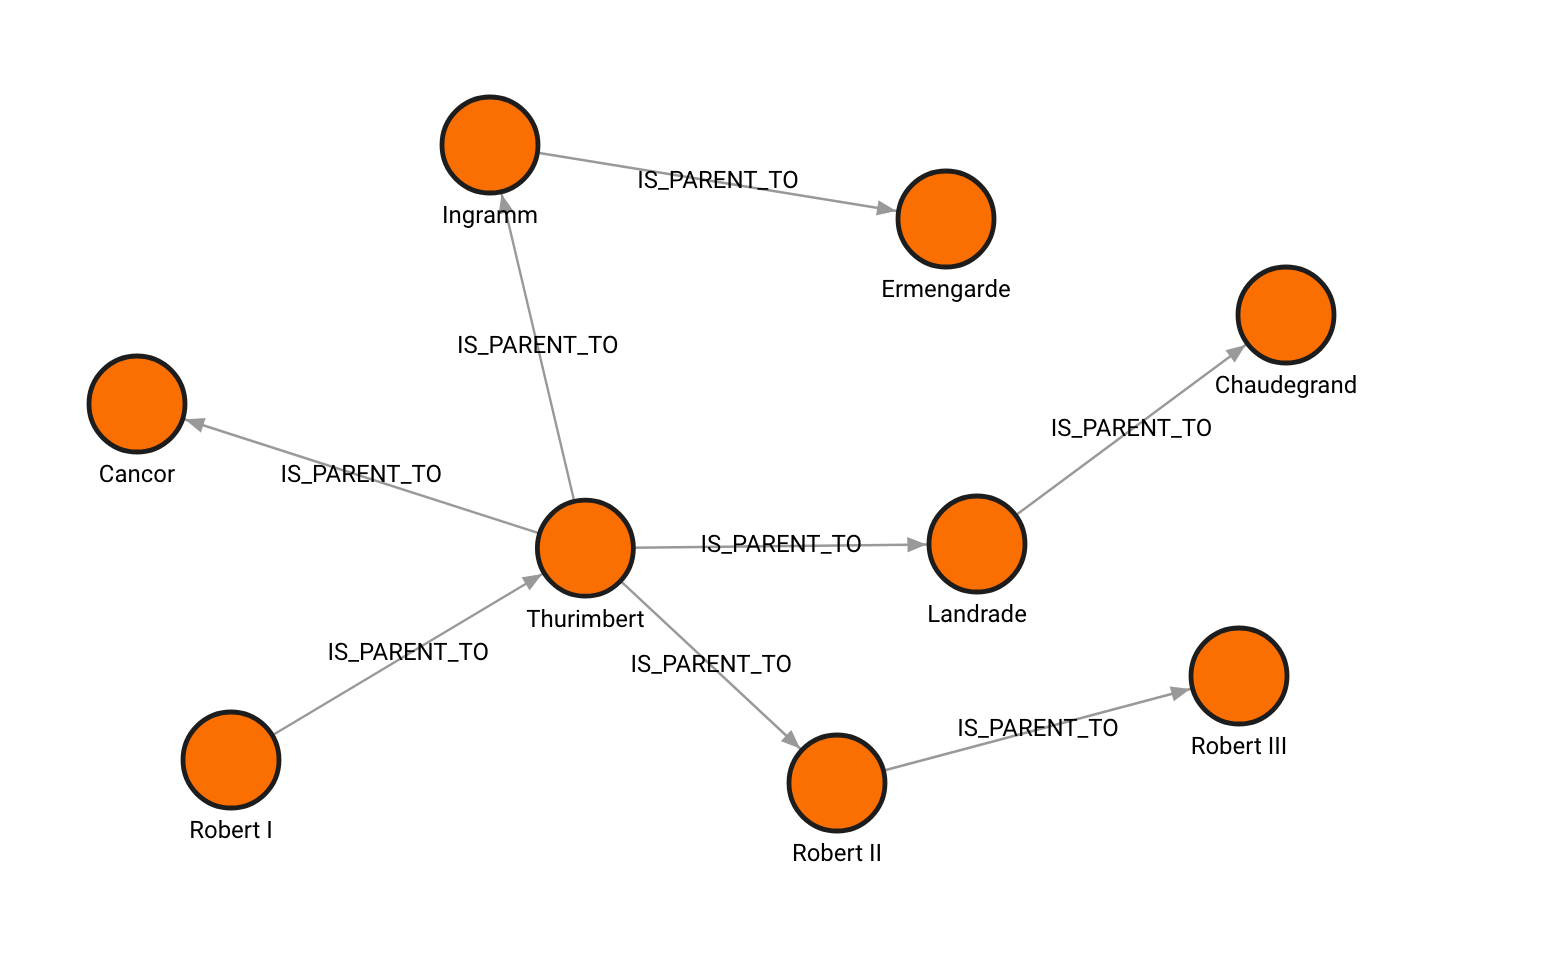 IS_PARENT_TO
Ingramm
Ermengarde
IS_PARENT_TO
Chaudegrand
IS_PARENT_TO
Cancor
IS_PARENT_TO
IS_PARENT_TO
Thurimbert
Landrade
IS_PARENT_TO
IS_PARENT_TO
IS_PARENT_TO
Robert III
Robert I
Robert II